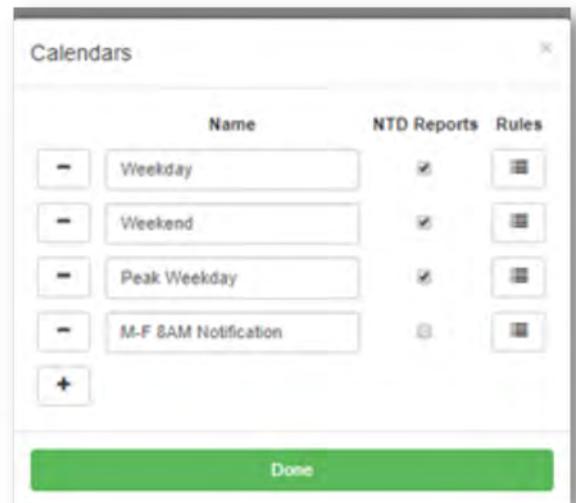 Calendars ×
Name NTD Reports Rules
Weekday
Weekend
Peak Weekday
M-F 8AM Notification
Done